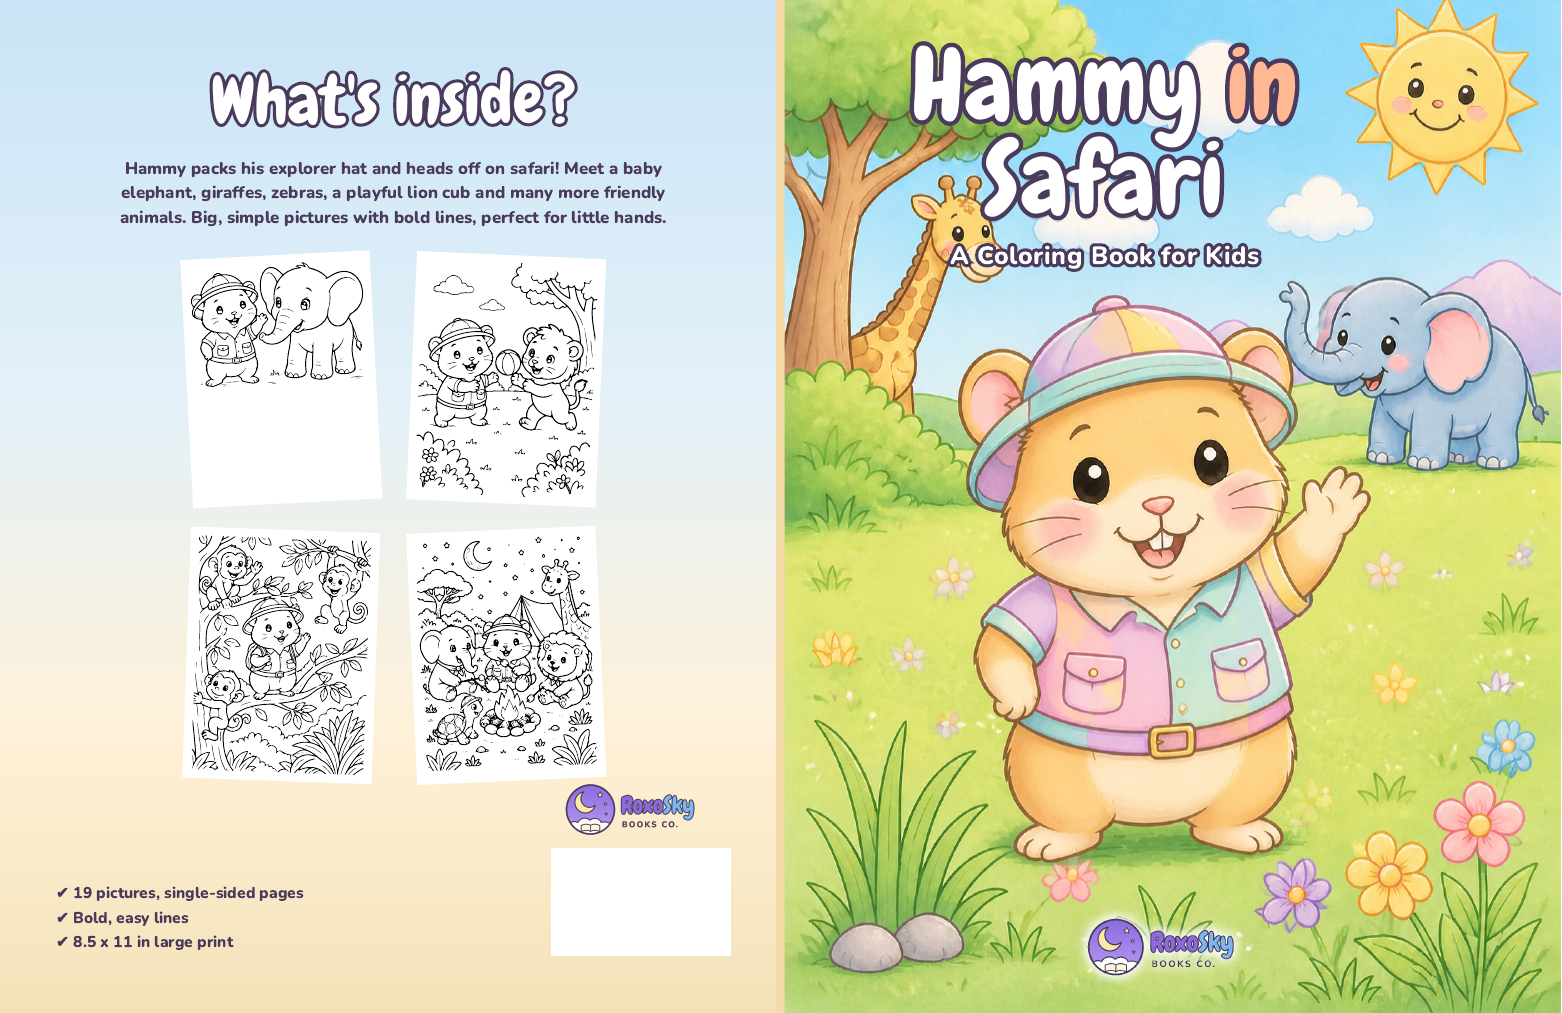 What's inside?
Hammy packs his explorer hat and heads off on safari! Meet a baby
elephant, giraffes, zebras, a playful lion cub and many more friendly
animals. Big, simple pictures with bold lines, perfect for little hands.
RoxoSky
BOOKS CO.
✔ 19 pictures, single-sided pages
✔ Bold, easy lines
✔ 8.5 x 11 in large print
Hammy in
Safari
A Coloring Book for Kids
RoxoSky
BOOKS CO.